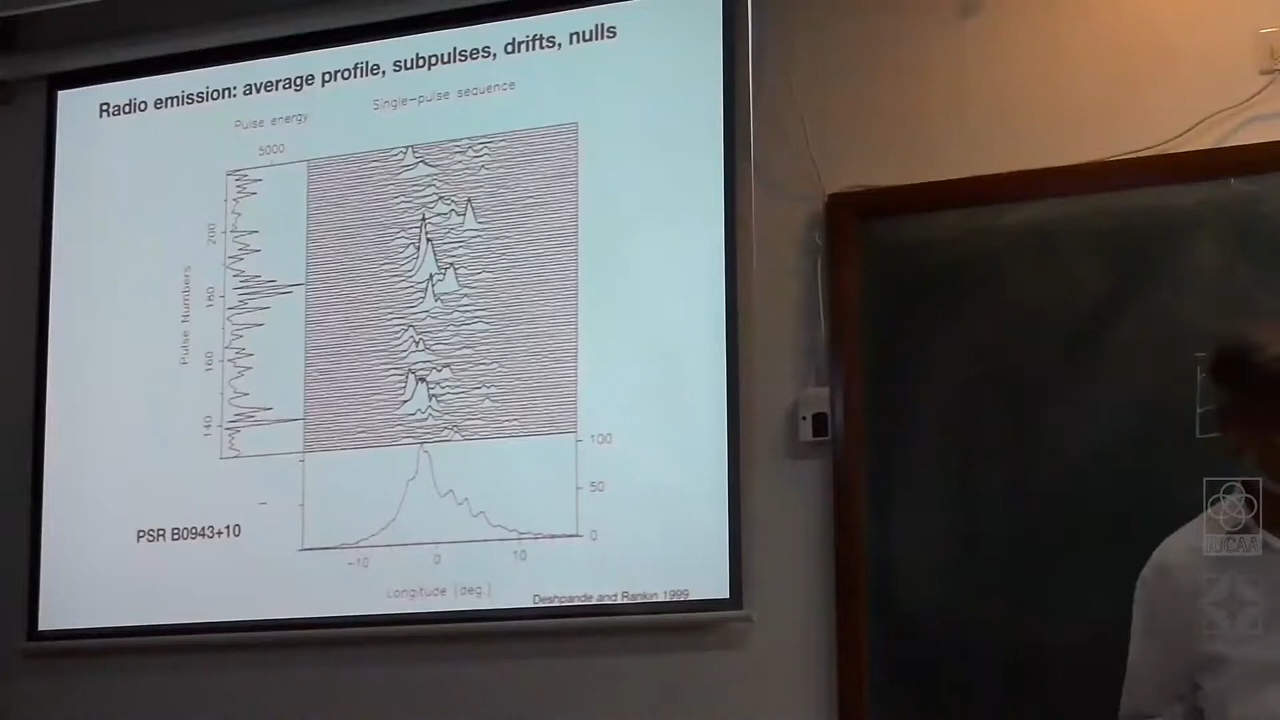 Radio emission: average profile, subpulses, drifts, nulls
Pulse energy
Single-pulse sequence
5000
200
180
160
140
Pulse Numbers
100
50
0
PSR B0943+10
-10
0
10
Longitude (deg.)
Deshpande and Rankin 1999
IUCAA